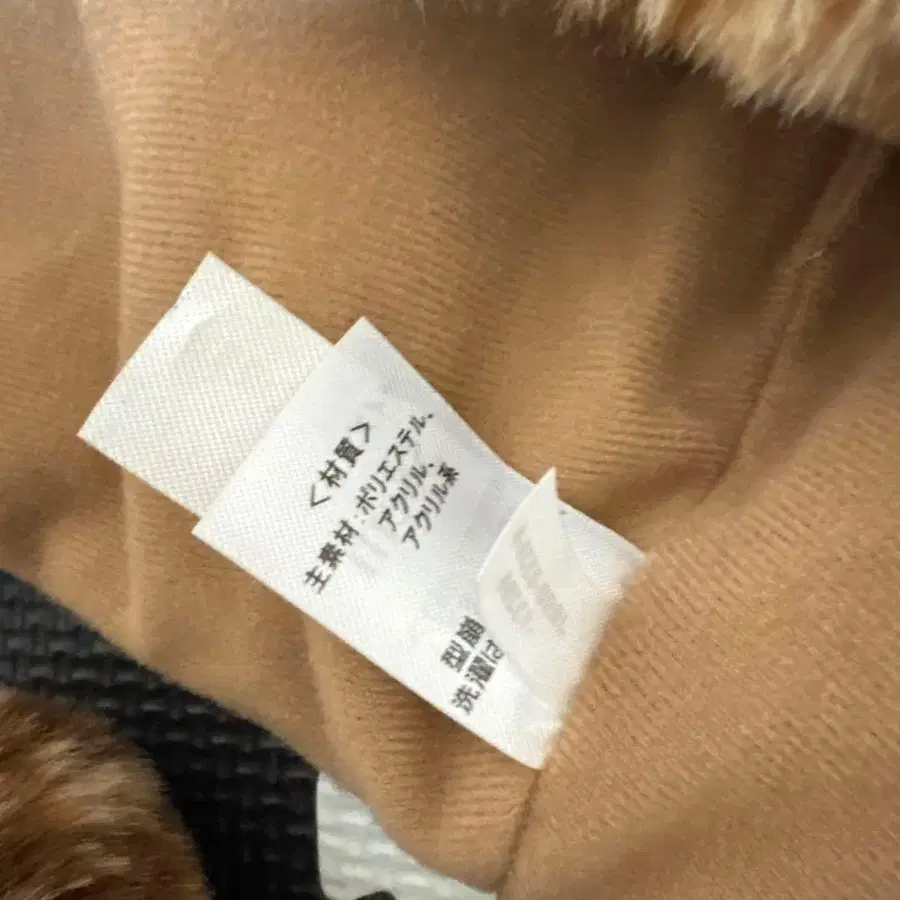 <材質>
主素材・ポリエステル、
アクリル、
アクリル系
型崩
洗濯は